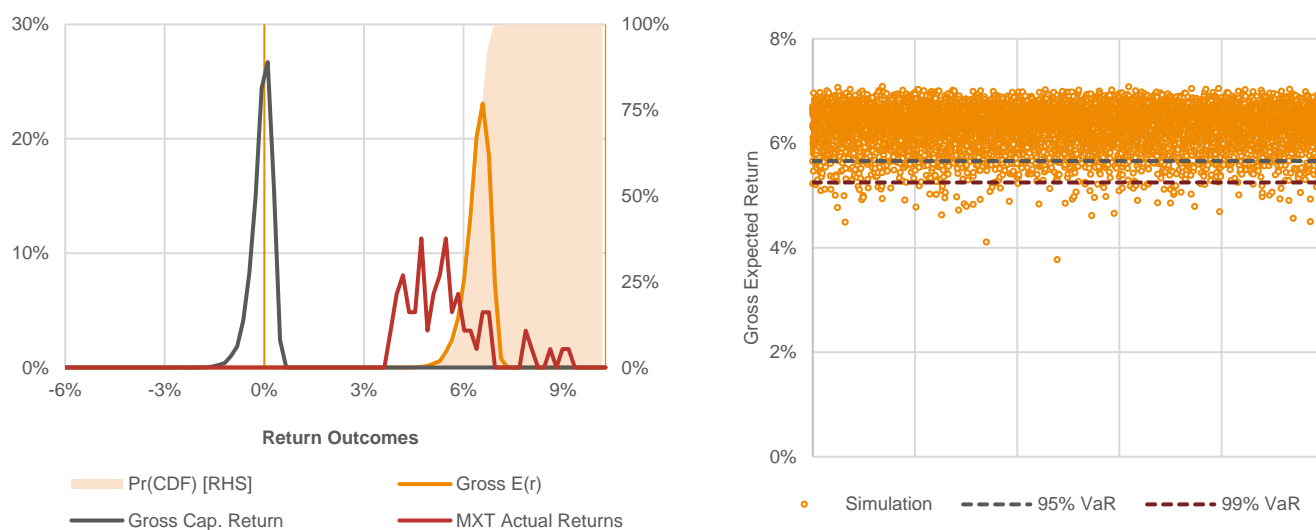 30%
20%
10%
0%
100%
75%
50%
25%
0%
-6%
-3%
0%
3%
6%
9%
Return Outcomes
Pr(CDF) [RHS]
Gross E(r)
Gross Cap. Return
MXT Actual Returns
8%
6%
4%
2%
0%
Gross Expected Return
Simulation
95% VaR
99% VaR